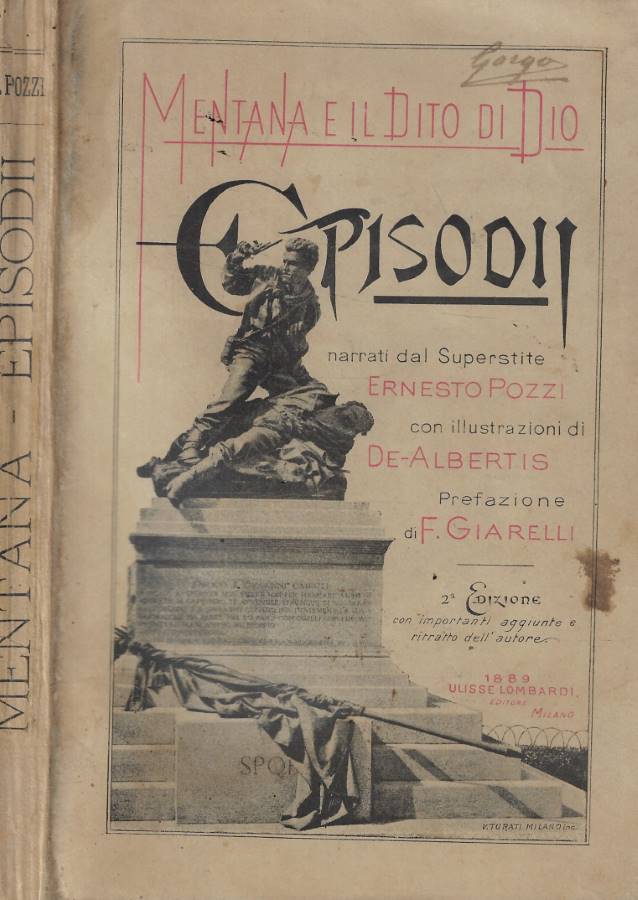 E. POZZI
MENTANA - EPISODII
Gorgo
MENTANA E IL DITO DI DIO
EPISODII
narrati dal Superstite
ERNESTO POZZI
con illustrazioni di
DE-ALBERTIS
Prefazione
di F. GIARELLI
2ª EDIZIONE
con importanti aggiunte e
ritratto dell'autore.
1889
ULISSE LOMBARDI
EDITORE
MILANO
SPQR
V. TURATI MILANO inc.